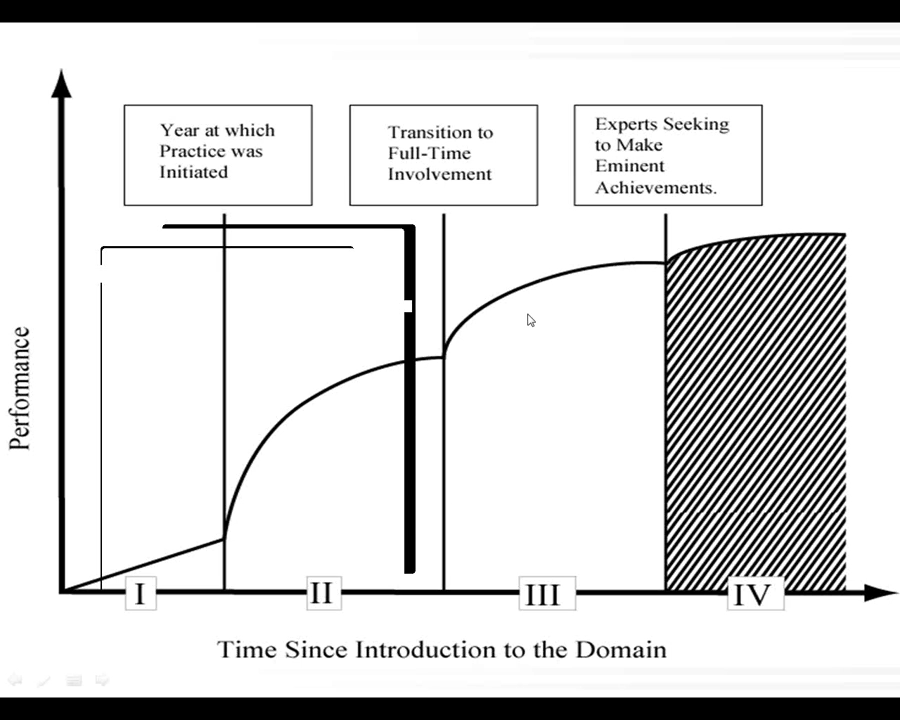 Year at which
Practice was
Initiated
Transition to
Full-Time
Involvement
Experts Seeking
to Make
Eminent
Achievements.
Performance
I
II
III
IV
Time Since Introduction to the Domain